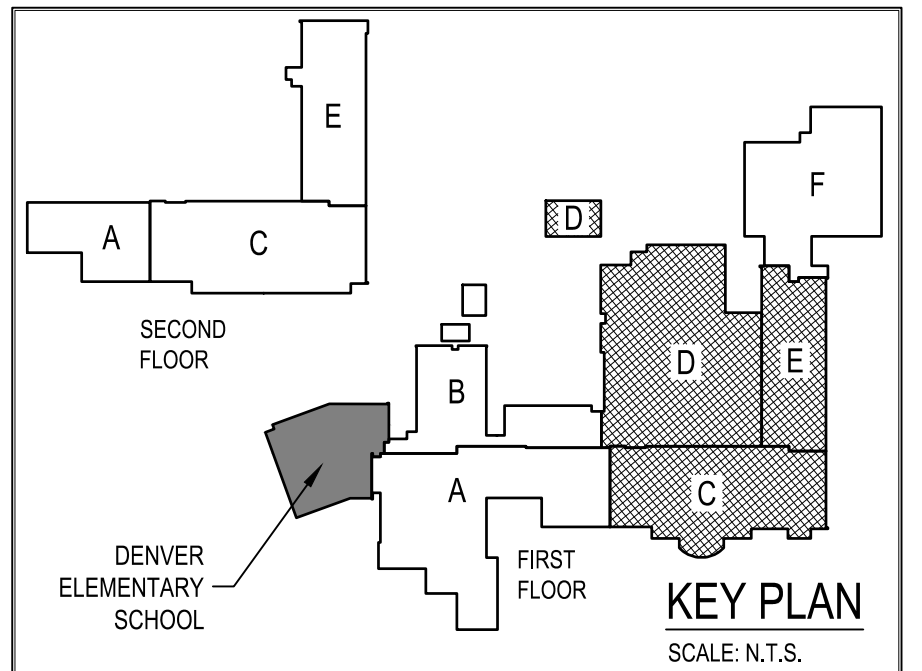 E
A
C
SECOND
FLOOR
F
D
B
D
E
A
C
DENVER
ELEMENTARY
SCHOOL
FIRST
FLOOR
KEY PLAN
SCALE: N.T.S.